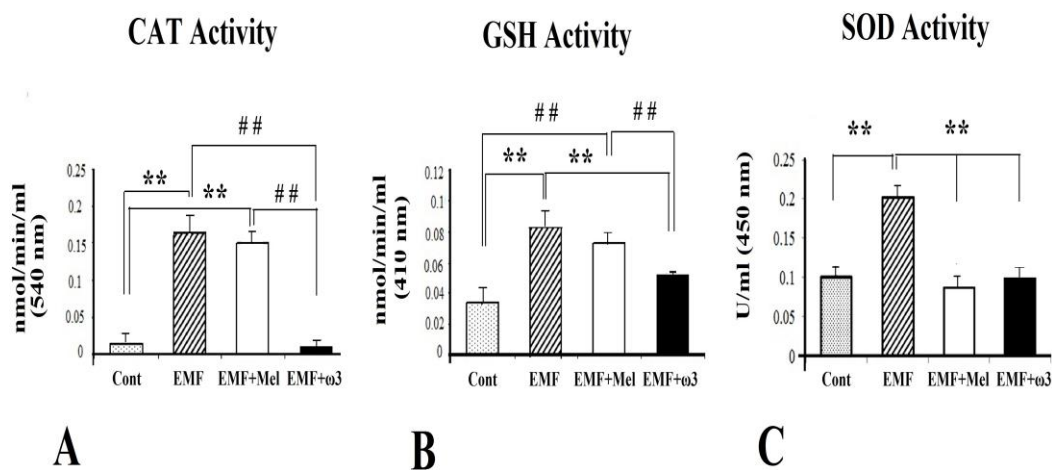 CAT Activity
GSH Activity
SOD Activity
nmol/min/ml
(540 nm)
0.25
0.2
0.15
0.1
0.05
0
##
**
**
##
Cont
EMF
EMF+Mel
EMF+ω3
A
nmol/min/ml
(410 nm)
0.12
0.10
0.08
0.06
0.04
0.02
0
##
##
**
**
Cont
EMF
EMF+Mel
EMF+ω3
B
U/ml (450 nm)
0.25
0.2
0.15
0.1
0.05
0
**
**
Cont
EMF
EMF+Mel
EMF+ω3
C